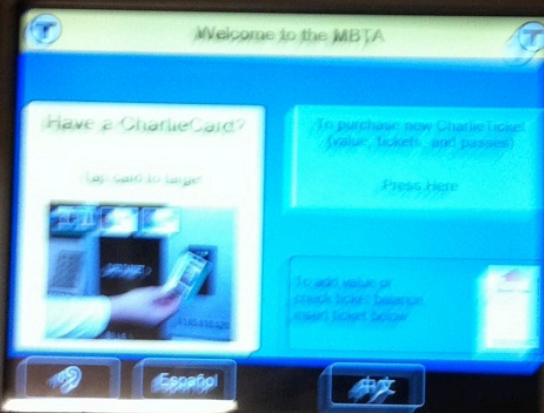 T
Welcome to the MBTA
T
Have a CharlieCard?
Tap card to target
To purchase new CharlieTicket
(value, tickets, and passes)
Press Here
To add value or
check ticket balance
insert ticket below
Español
中文